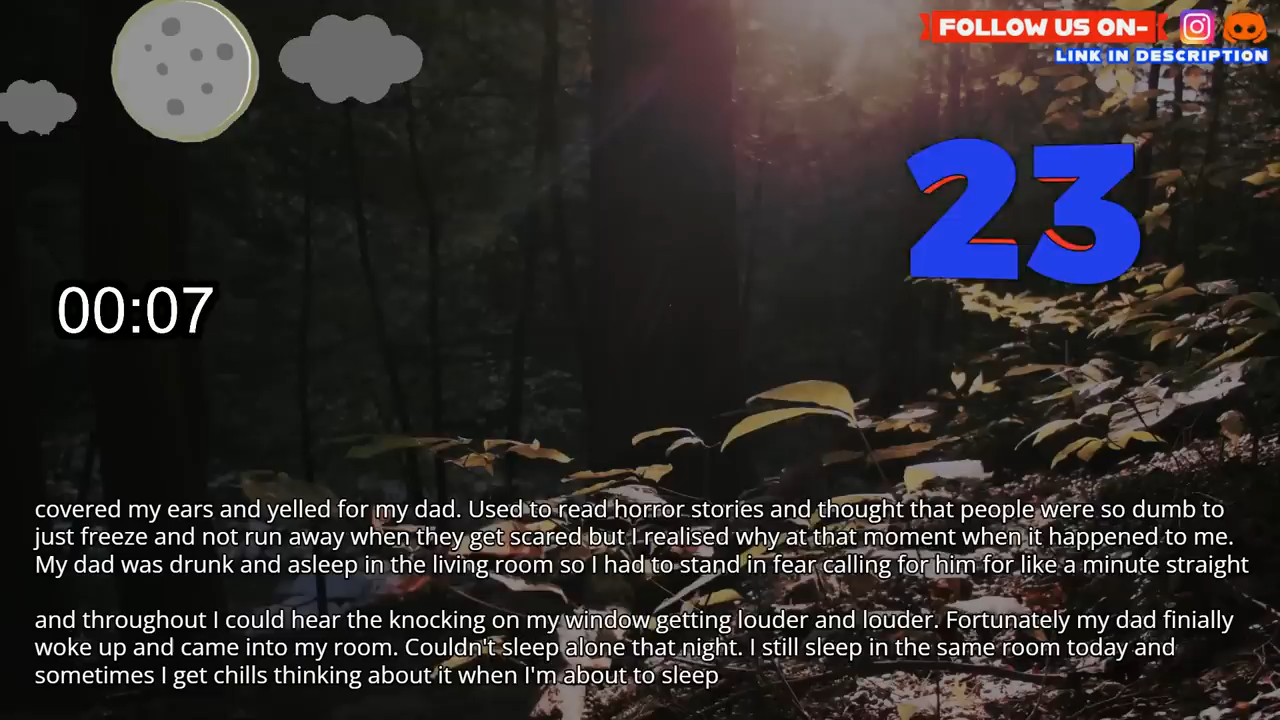 FOLLOW US ON-
LINK IN DESCRIPTION
23
00:07
covered my ears and yelled for my dad. Used to read horror stories and thought that people were so dumb to
just freeze and not run away when they get scared but I realised why at that moment when it happened to me.
My dad was drunk and asleep in the living room so I had to stand in fear calling for him for like a minute straight
and throughout I could hear the knocking on my window getting louder and louder. Fortunately my dad finially
woke up and came into my room. Couldn't sleep alone that night. I still sleep in the same room today and
sometimes I get chills thinking about it when I'm about to sleep